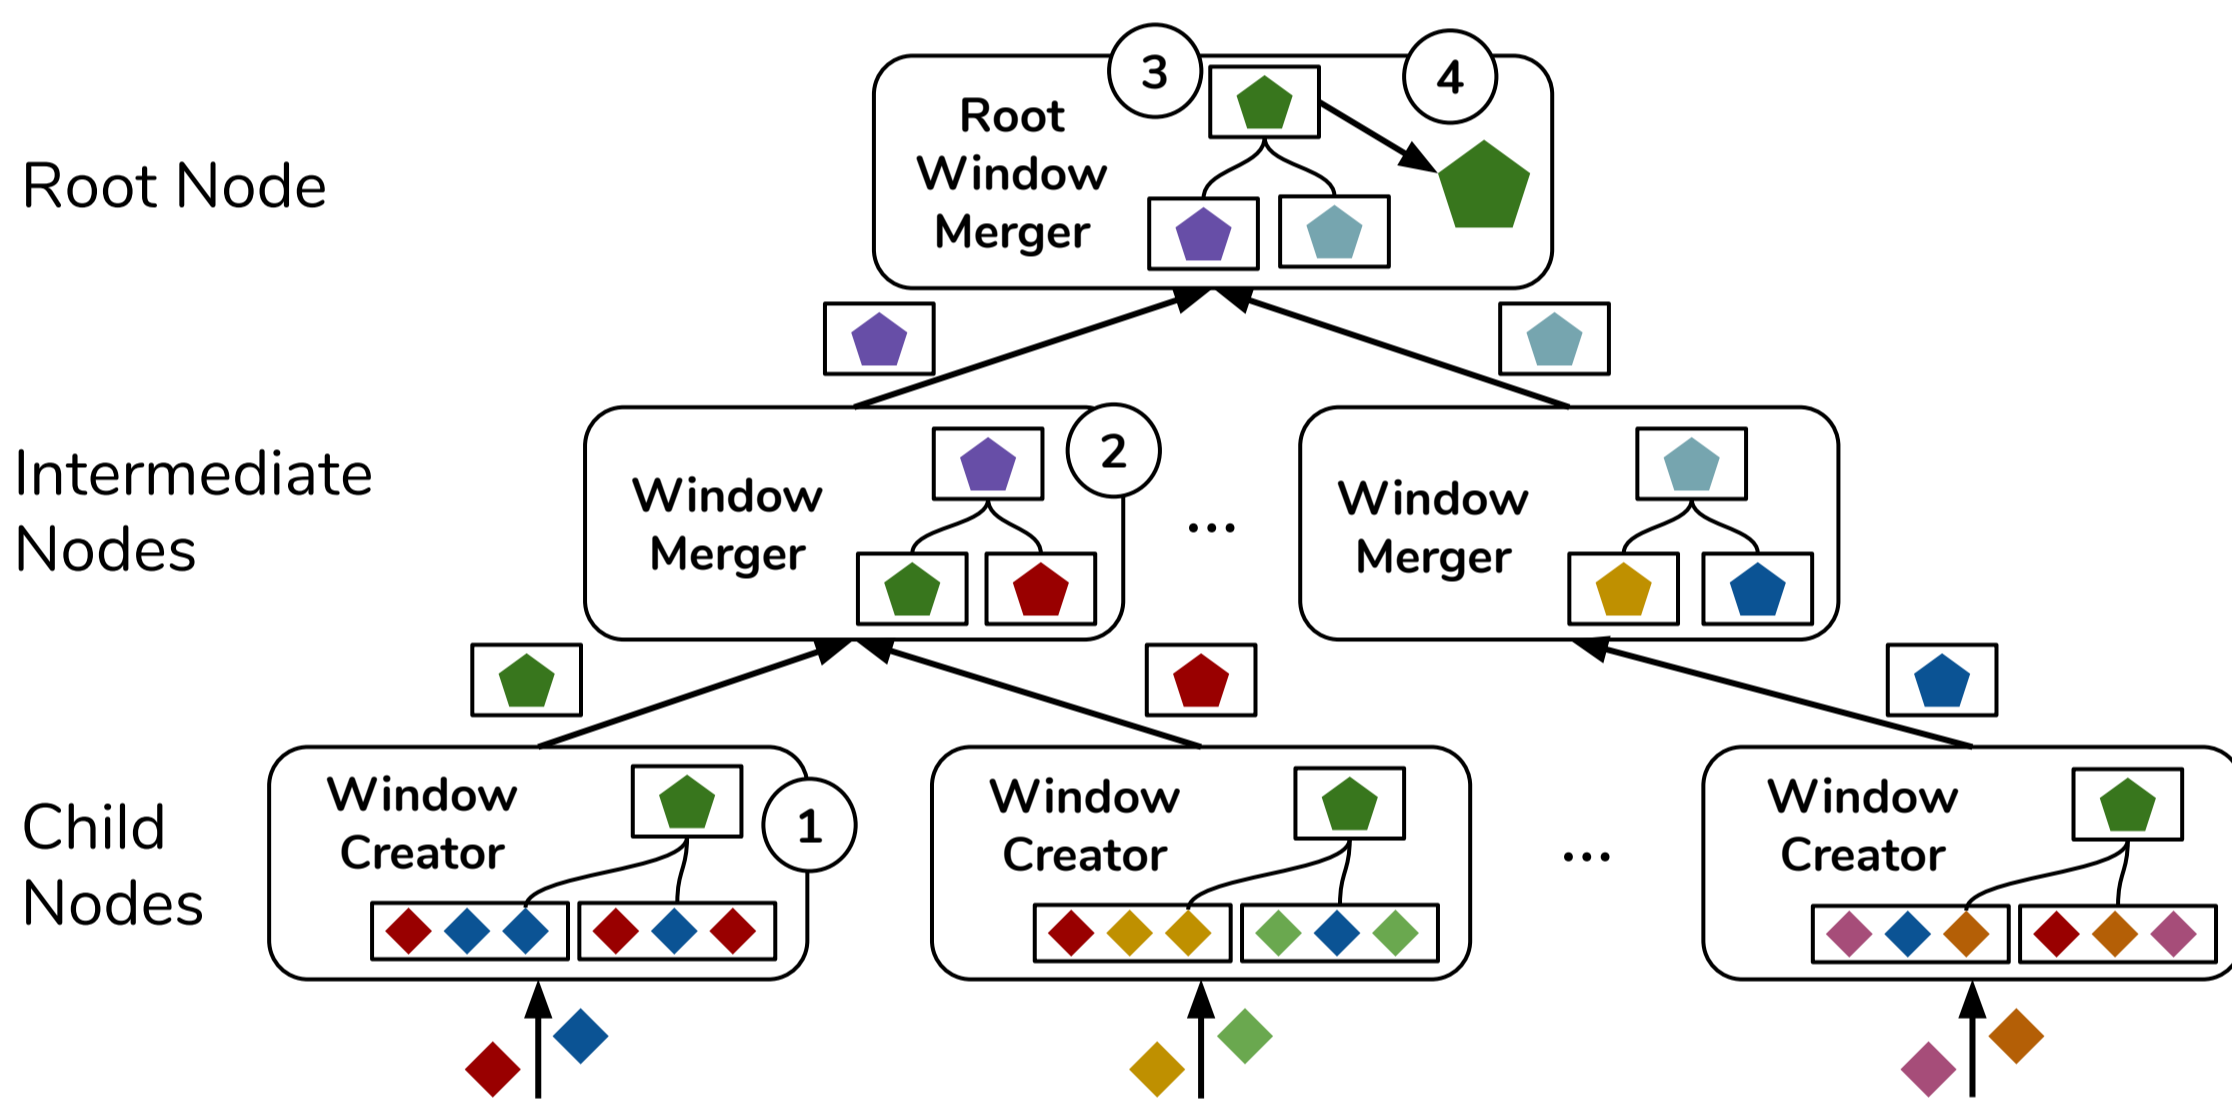 3
4
Root
Window
Merger
Root Node
2
Intermediate
Nodes
Window
Merger
...
Window
Merger
Child
Nodes
Window
Creator
1
Window
Creator
...
Window
Creator